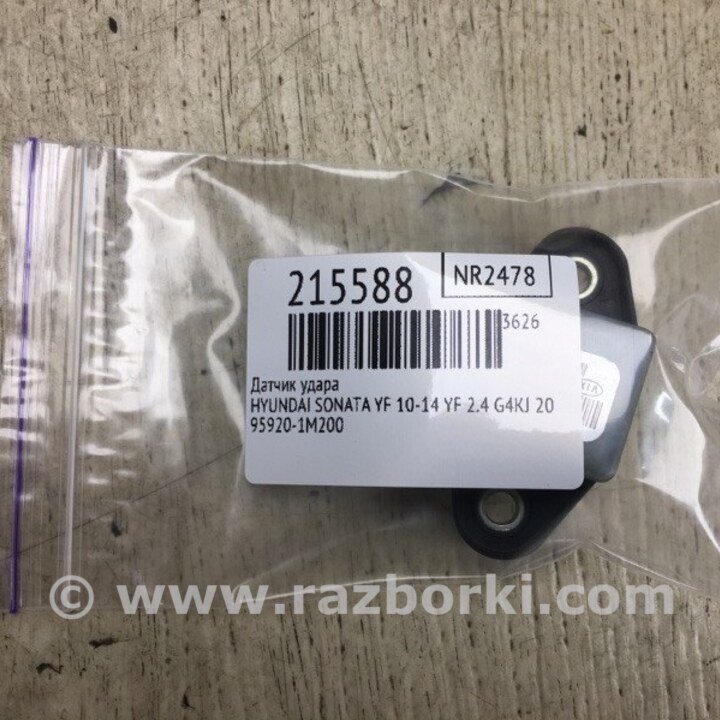 215588
NR2478
3626
Датчик удара
HYUNDAI SONATA YF 10-14 YF 2.4 G4KJ 20
95920-1M200
KIA
© www.razborki.com